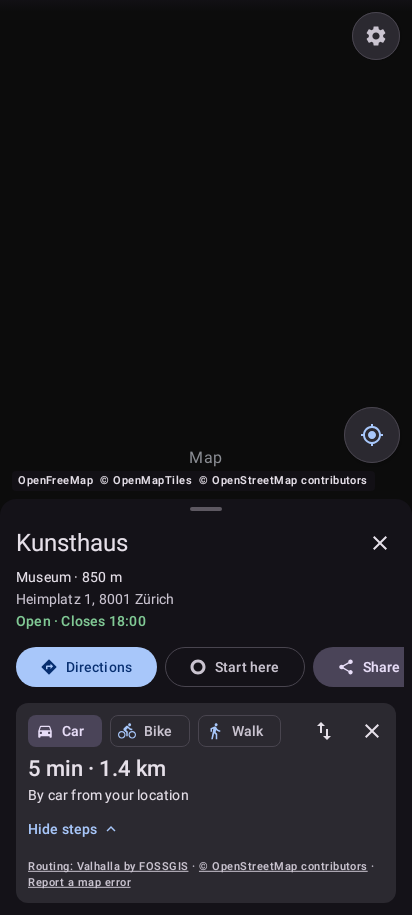 Map
OpenFreeMap © OpenMapTiles © OpenStreetMap contributors
Kunsthaus
Museum · 850 m
Heimplatz 1, 8001 Zürich
Open · Closes 18:00
Directions Start here Share
Car Bike Walk
5 min · 1.4 km
By car from your location
Hide steps
Routing: Valhalla by FOSSGIS · © OpenStreetMap contributors ·
Report a map error